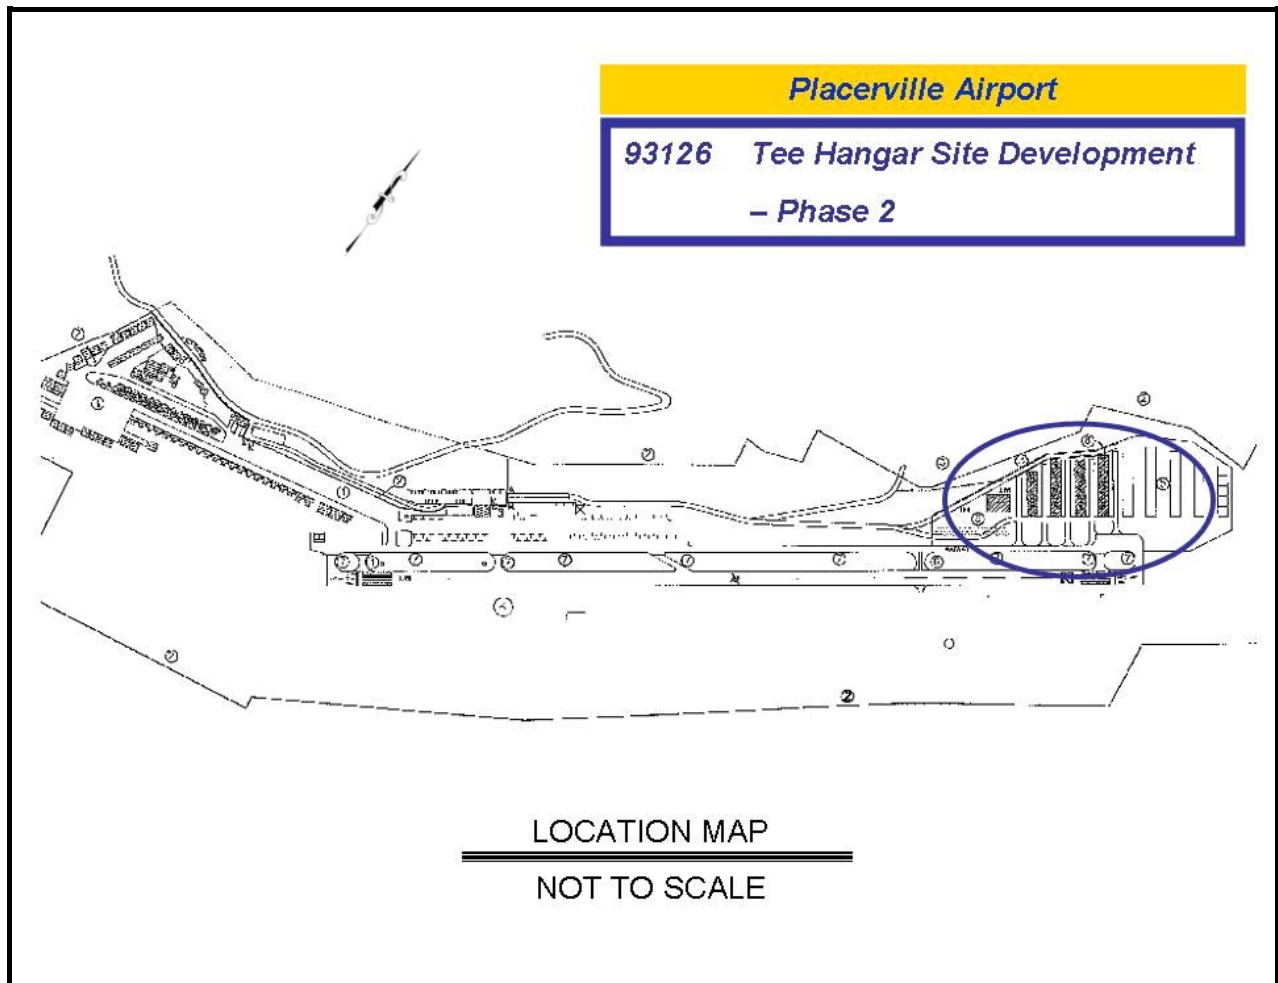 Placerville Airport
93126 Tee Hangar Site Development
– Phase 2
LOCATION MAP
NOT TO SCALE